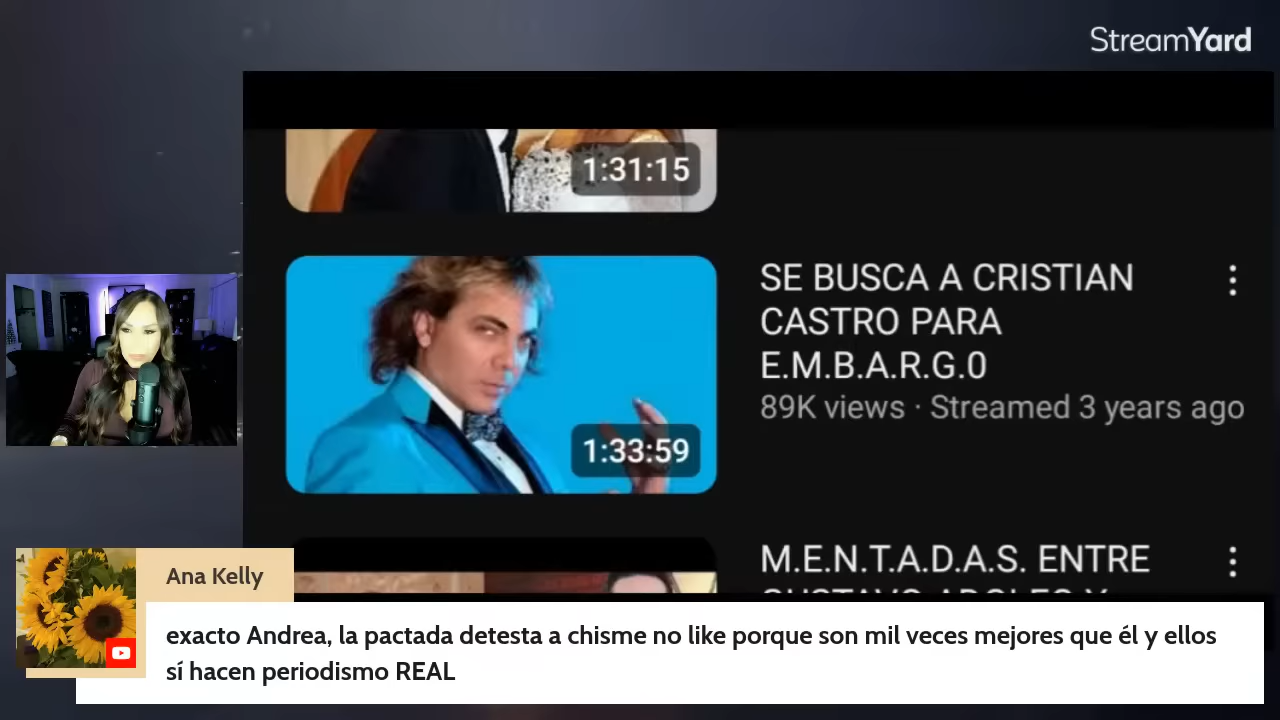 StreamYard
1:31:15
SE BUSCA A CRISTIAN
CASTRO PARA
E.M.B.A.R.G.0
89K views · Streamed 3 years ago
1:33:59
M.E.N.T.A.D.A.S. ENTRE
GUSTAVO ADOLFO Y
Ana Kelly
exacto Andrea, la pactada detesta a chisme no like porque son mil veces mejores que él y ellos
sí hacen periodismo REAL